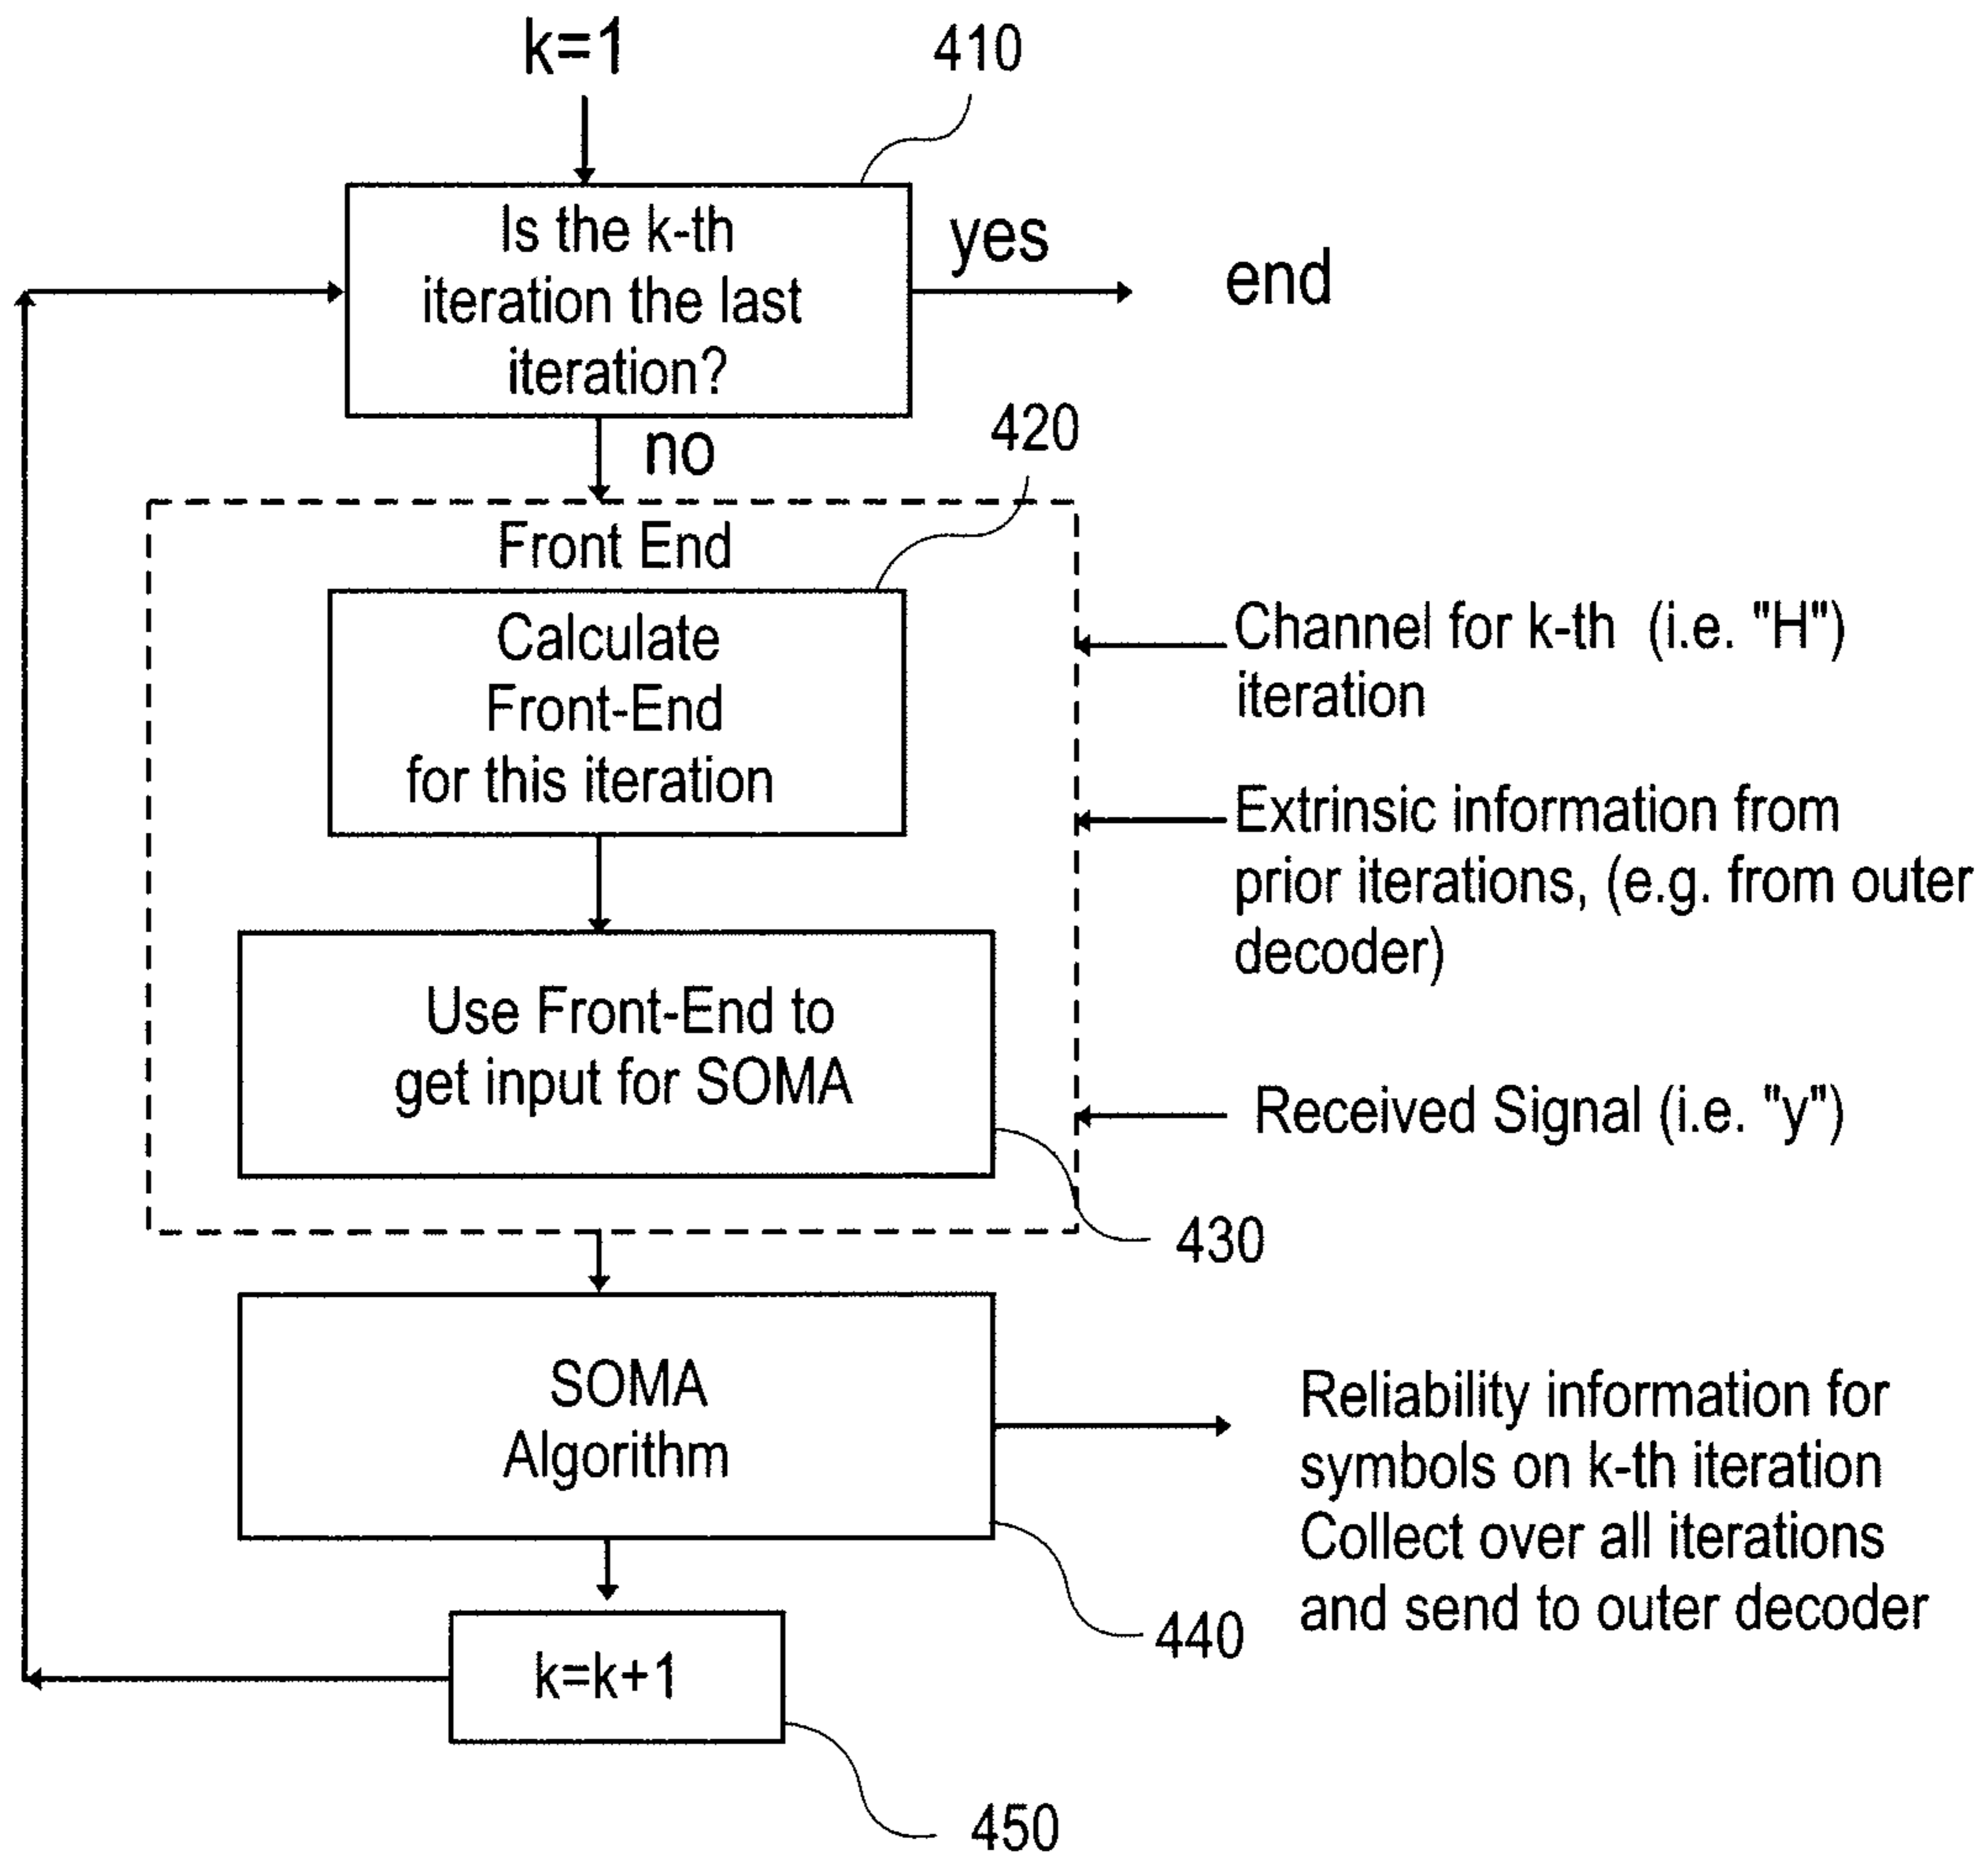 k=1
410
Is the k-th
iteration the last
iteration?
yes
end
no
420
Front End
Calculate
Front-End
for this iteration
Channel for k-th (i.e. "H")
iteration
Extrinsic information from
prior iterations, (e.g. from outer
decoder)
Use Front-End to
get input for SOMA
Received Signal (i.e. "y")
430
SOMA
Algorithm
Reliability information for
symbols on k-th iteration
Collect over all iterations
and send to outer decoder
440
k=k+1
450